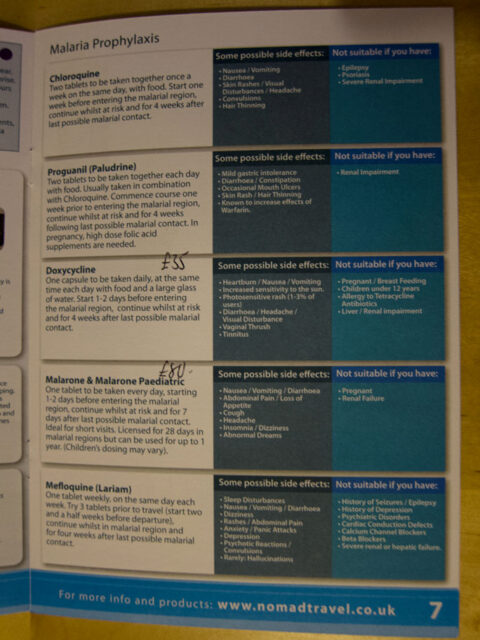 Malaria Prophylaxis
Chloroquine
Two tablets to be taken together once a
week on the same day, with food. Start one
week before entering the malarial region,
continue whilst at risk and for 4 weeks after
last possible malarial contact.
Some possible side effects:
• Nausea / Vomiting
• Diarrhoea
• Skin Rashes / Visual
Disturbances / Headache
• Convulsions
• Hair Thinning
Not suitable if you have:
• Epilepsy
• Psoriasis
• Severe Renal Impairment
Proguanil (Paludrine)
Two tablets to be taken together each day
with food. Usually taken in combination
with Chloroquine. Commence course one
week prior to entering the malarial region,
continue whilst at risk and for 4 weeks
following last possible malarial contact. In
pregnancy, high dose folic acid
supplements are needed.
Some possible side effects:
• Mild gastric intolerance
• Diarrhoea / Constipation
• Occasional Mouth Ulcers
• Skin Rash / Hair Thinning
• Known to increase effects of
Warfarin.
Not suitable if you have:
• Renal Impairment
£35
Doxycycline
One capsule to be taken daily, at the same
time each day with food and a large glass
of water. Start 1-2 days before entering
the malarial region, continue whilst at risk
and for 4 weeks after last possible malarial
contact.
Some possible side effects:
• Heartburn / Nausea / Vomiting
• Increased sensitivity to the sun.
• Photosensitive rash (1-3% of
users)
• Diarrhoea / Headache /
Visual Disturbance
• Vaginal Thrush
• Tinnitus
Not suitable if you have:
• Pregnant / Breast Feeding
• Children under 12 years
• Allergy to Tetracycline
Antibiotics
• Liver / Renal impairment
Malarone & Malarone Paediatric
One tablet to be taken every day, starting
1-2 days before entering the malarial
region, continue whilst at risk and for 7
days after last possible malarial contact.
Ideal for short visits. Licensed for 28 days in
malarial regions but can be used for up to 1
year. (Children's dosing may vary).
Some possible side effects:
• Nausea / Vomiting / Diarrhoea
• Abdominal Pain / Loss of
Appetite
• Cough
• Headache
• Insomnia / Dizziness
• Abnormal Dreams
Not suitable if you have:
• Pregnant
• Renal Failure
Mefloquine (Lariam)
One tablet weekly, on the same day each
week. Try 3 tablets prior to travel (start two
and a half weeks before departure),
continue whilst in malarial region and
for four weeks after last possible malarial
contact.
Some possible side effects:
• Sleep Disturbances
• Nausea / Vomiting / Diarrhoea
• Dizziness
• Rashes / Abdominal Pain
• Anxiety / Panic Attacks
• Depression
• Psychotic Reactions /
Convulsions
• Rarely: Hallucinations
Not suitable if you have:
• History of Seizures / Epilepsy
• History of Depression
• Psychiatric Disorders
• Cardiac Conduction Defects
• Calcium Channel Blockers
• Beta Blockers
• Severe renal or hepatic failure.
For more info and products: www.nomadtravel.co.uk
7